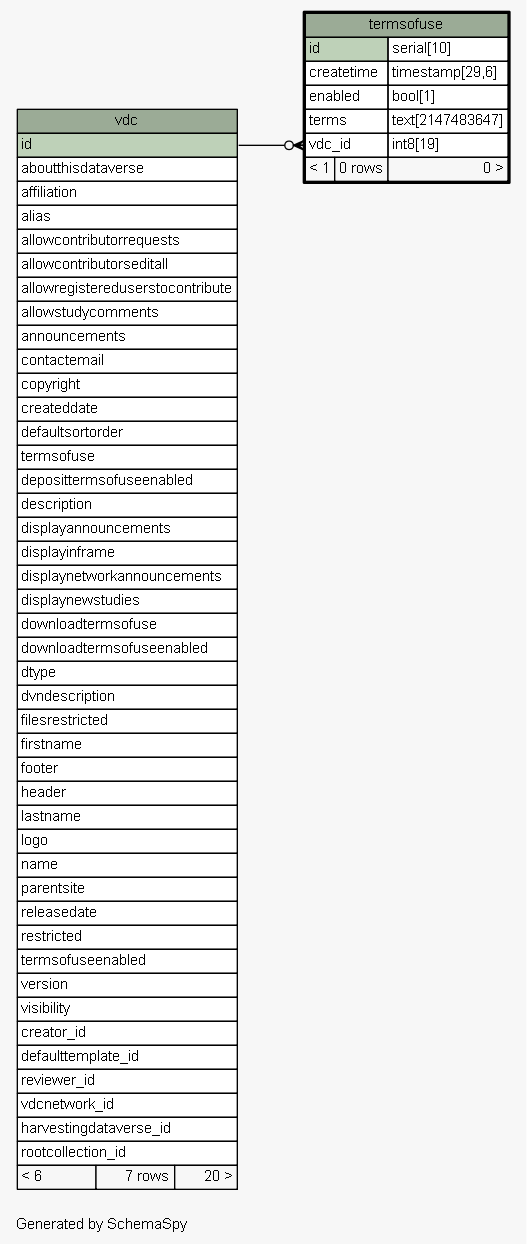 termsofuse
id serial[10]
createtime timestamp[29,6]
enabled bool[1]
terms text[2147483647]
vdc_id int8[19]
< 1 0 rows 0 >
vdc
id
aboutthisdataverse
affiliation
alias
allowcontributorrequests
allowcontributorseditall
allowregistereduserstocontribute
allowstudycomments
announcements
contactemail
copyright
createddate
defaultsortorder
termsofuse
deposittermsofuseenabled
description
displayannouncements
displayinframe
displaynetworkannouncements
displaynewstudies
downloadtermsofuse
downloadtermsofuseenabled
dtype
dvndescription
filesrestricted
firstname
footer
header
lastname
logo
name
parentsite
releasedate
restricted
termsofuseenabled
version
visibility
creator_id
defaulttemplate_id
reviewer_id
vdcnetwork_id
harvestingdataverse_id
rootcollection_id
< 6 7 rows 20 >
Generated by SchemaSpy